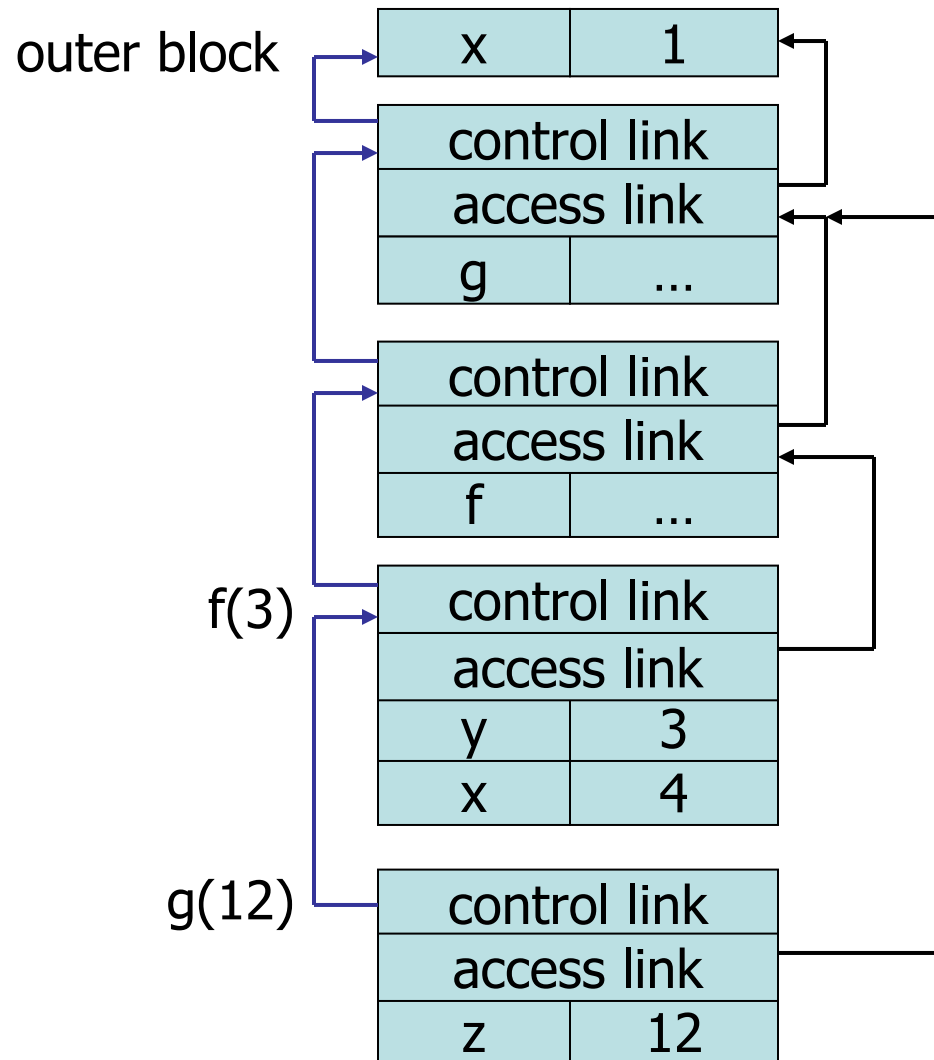 outer block
x 1
control link
access link
g ...
control link
access link
f ...
f(3)
control link
access link
y 3
x 4
g(12)
control link
access link
z 12